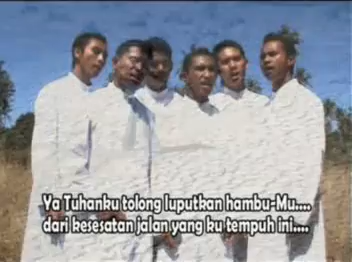 Ya Tuhanku tolong luputkan hambu-Mu....
dari kesesatan jalan yang ku tempuh ini....